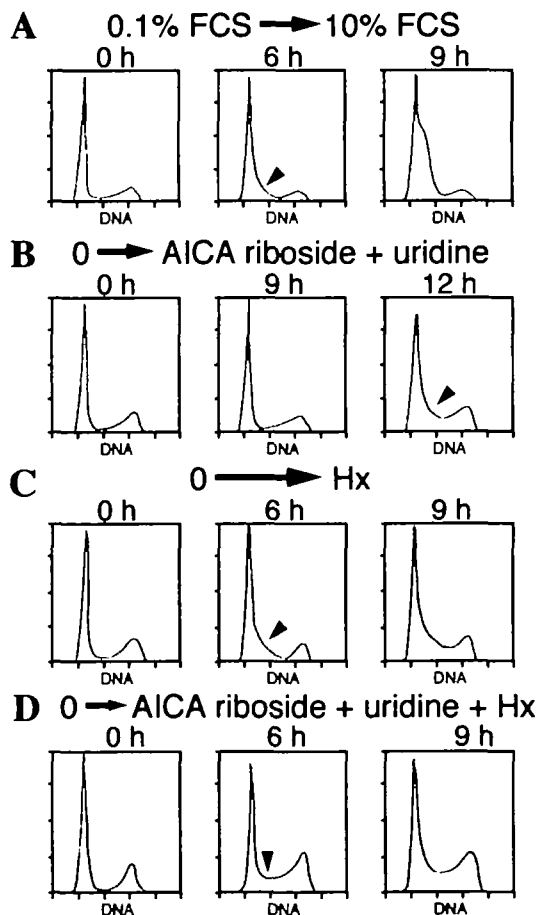 A 0.1% FCS → 10% FCS
0 h 6 h 9 h
DNA DNA DNA
B 0 → AICA riboside + uridine
0 h 9 h 12 h
DNA DNA DNA
C 0 → Hx
0 h 6 h 9 h
DNA DNA DNA
D 0 → AICA riboside + uridine + Hx
0 h 6 h 9 h
DNA DNA DNA